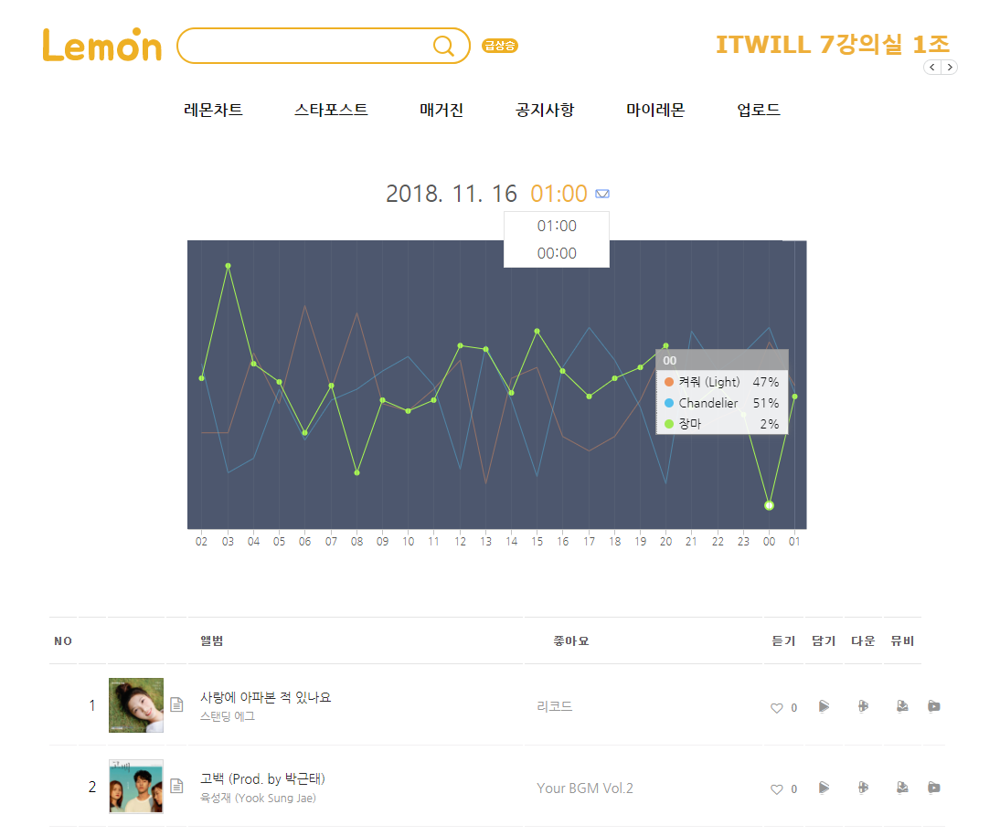 Lemon 급상승 ITWILL 7강의실 1조
레몬차트 스타포스트 매거진 공지사항 마이레몬 업로드
2018. 11. 16 01:00
01:00
00:00
00
켜줘 (Light) 47%
Chandelier 51%
장마 2%
02 03 04 05 06 07 08 09 10 11 12 13 14 15 16 17 18 19 20 21 22 23 00 01
NO 앨범 좋아요 듣기 담기 다운 뮤비
1 사랑에 아파본 적 있나요 리코드 0
스탠딩 에그
2 고백 (Prod. by 박근태) Your BGM Vol.2 0
육성재 (Yook Sung Jae)
고백